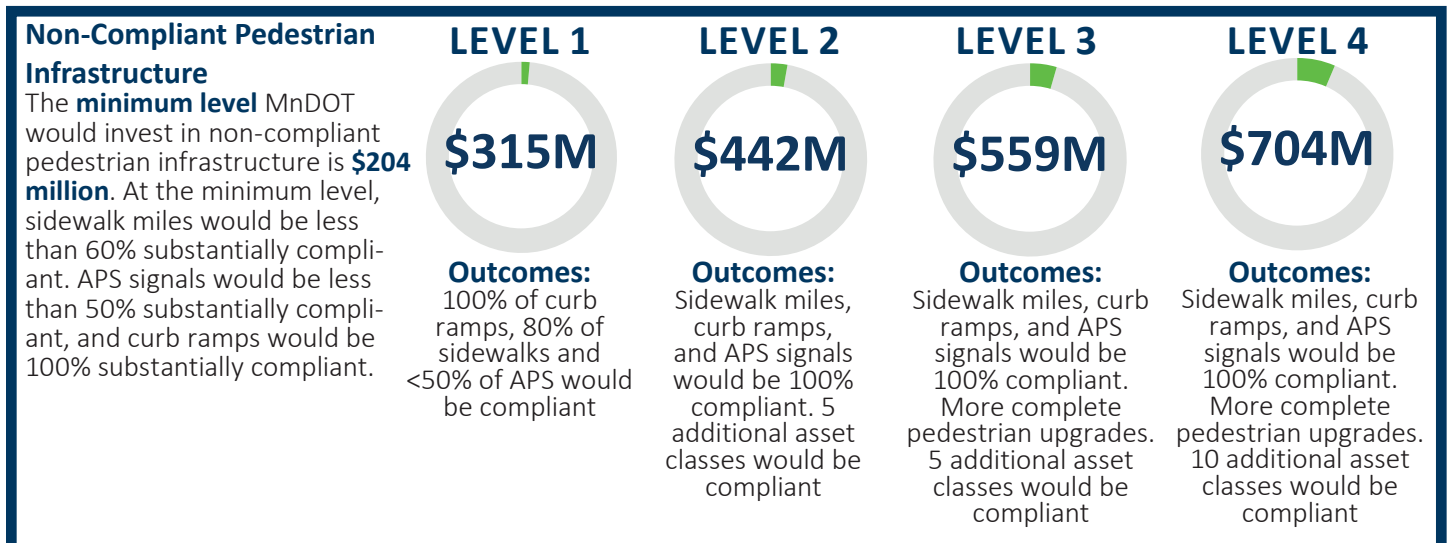 Non-Compliant Pedestrian
Infrastructure
The minimum level MnDOT
would invest in non-compliant
pedestrian infrastructure is $204
million. At the minimum level,
sidewalk miles would be less
than 60% substantially compli-
ant. APS signals would be less
than 50% substantially compli-
ant, and curb ramps would be
100% substantially compliant.
LEVEL 1
$315M
Outcomes:
100% of curb
ramps, 80% of
sidewalks and
<50% of APS would
be compliant
LEVEL 2
$442M
Outcomes:
Sidewalk miles,
curb ramps,
and APS signals
would be 100%
compliant. 5
additional asset
classes would be
compliant
LEVEL 3
$559M
Outcomes:
Sidewalk miles, curb
ramps, and APS
signals would be
100% compliant.
More complete
pedestrian upgrades.
5 additional asset
classes would be
compliant
LEVEL 4
$704M
Outcomes:
Sidewalk miles, curb
ramps, and APS
signals would be
100% compliant.
More complete
pedestrian upgrades.
10 additional asset
classes would be
compliant